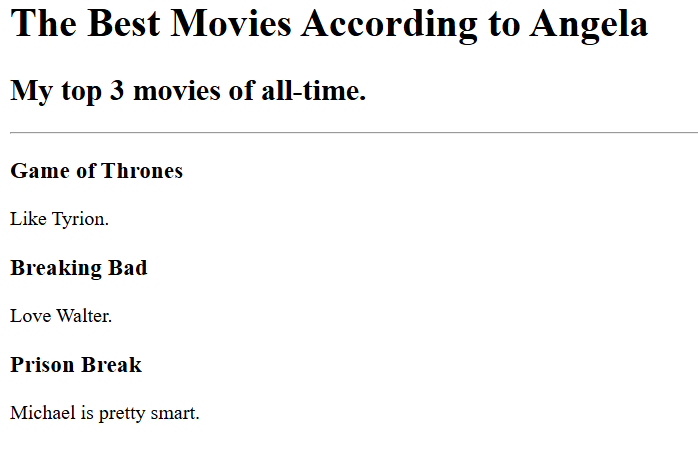 The Best Movies According to Angela
My top 3 movies of all-time.
Game of Thrones
Like Tyrion.
Breaking Bad
Love Walter.
Prison Break
Michael is pretty smart.